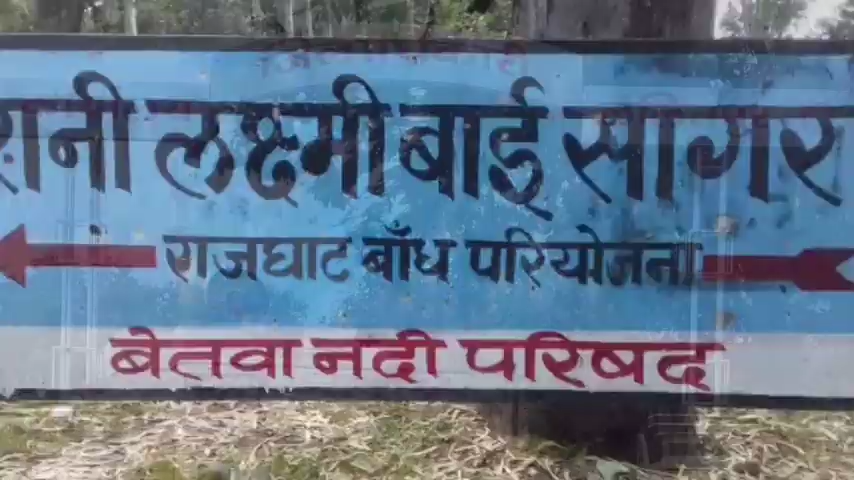 रानी लक्ष्मी बाई सागर
राजघाट बाँध परियोजना
बेतवा नदी परिषद